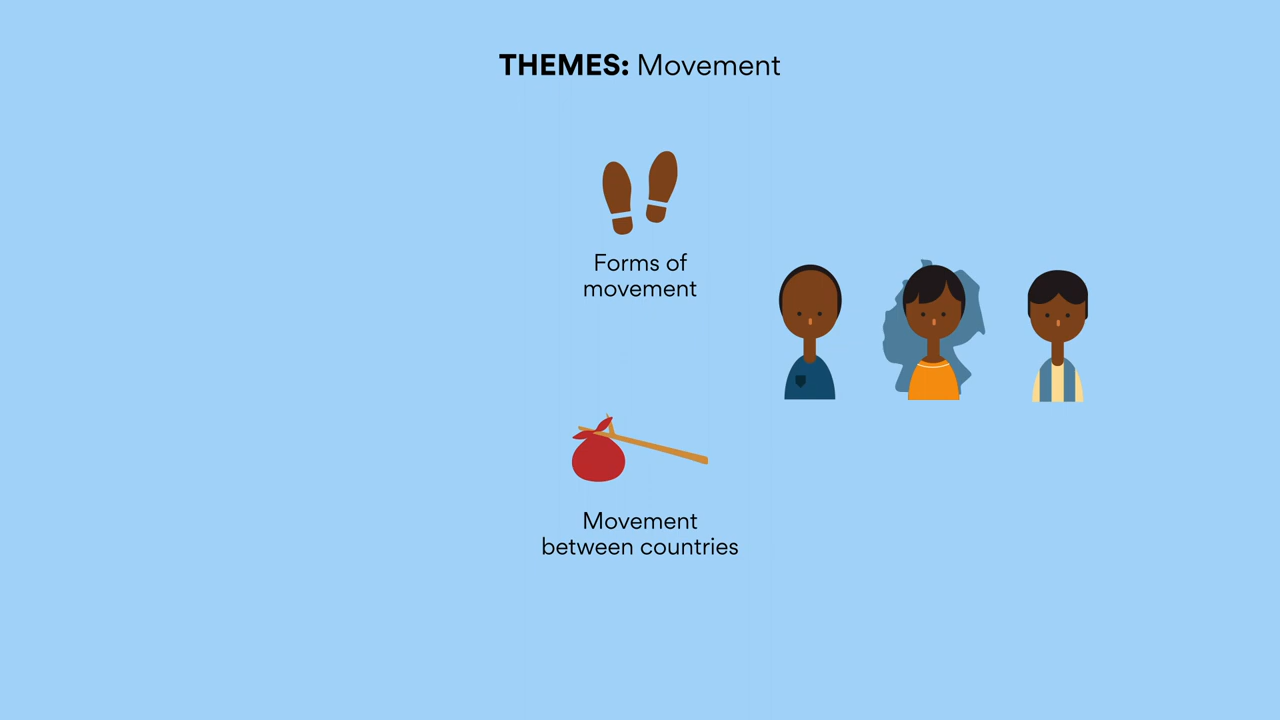 THEMES: Movement
Forms of
movement
Movement
between countries